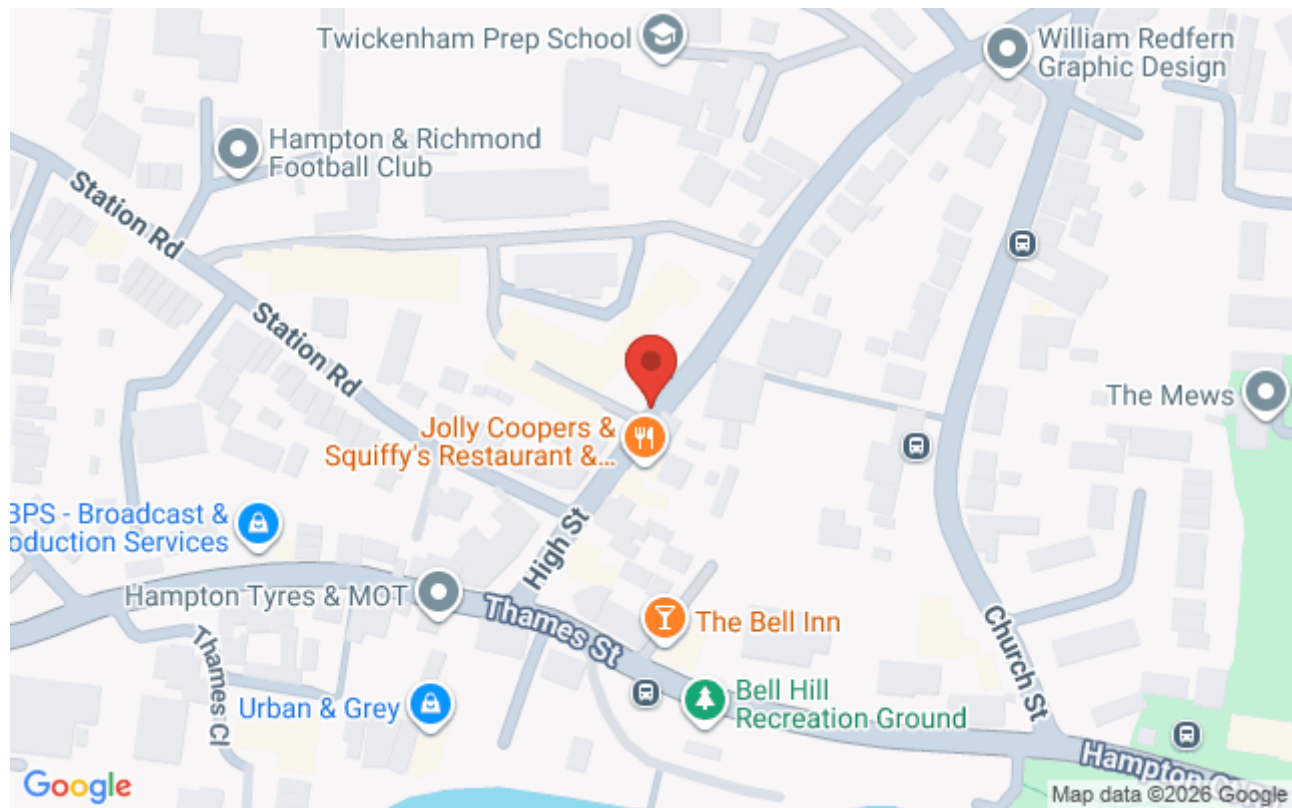 Twickenham Prep School
William Redfern
Graphic Design
Hampton & Richmond
Football Club
Station Rd
Station Rd
The Mews
Jolly Coopers &
Squiffy's Restaurant &...
BPS - Broadcast &
oduction Services
High St
Hampton Tyres & MOT
Thames St
The Bell Inn
Church St
Thames Cl
Urban & Grey
Bell Hill
Recreation Ground
Hampton C
Google
Map data ©2026 Google